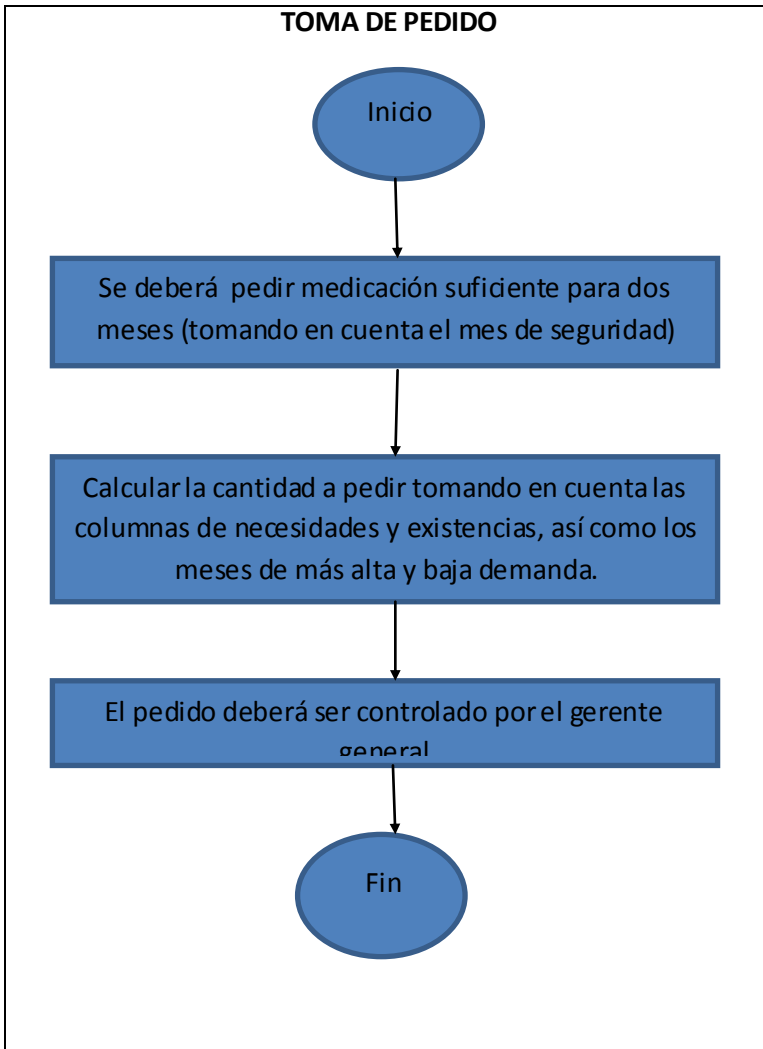 TOMA DE PEDIDO
Inicio
Se deberá pedir medicación suficiente para dos
meses (tomando en cuenta el mes de seguridad)
Calcular la cantidad a pedir tomando en cuenta las
columnas de necesidades y existencias, así como los
meses de más alta y baja demanda.
El pedido deberá ser controlado por el gerente
general
Fin